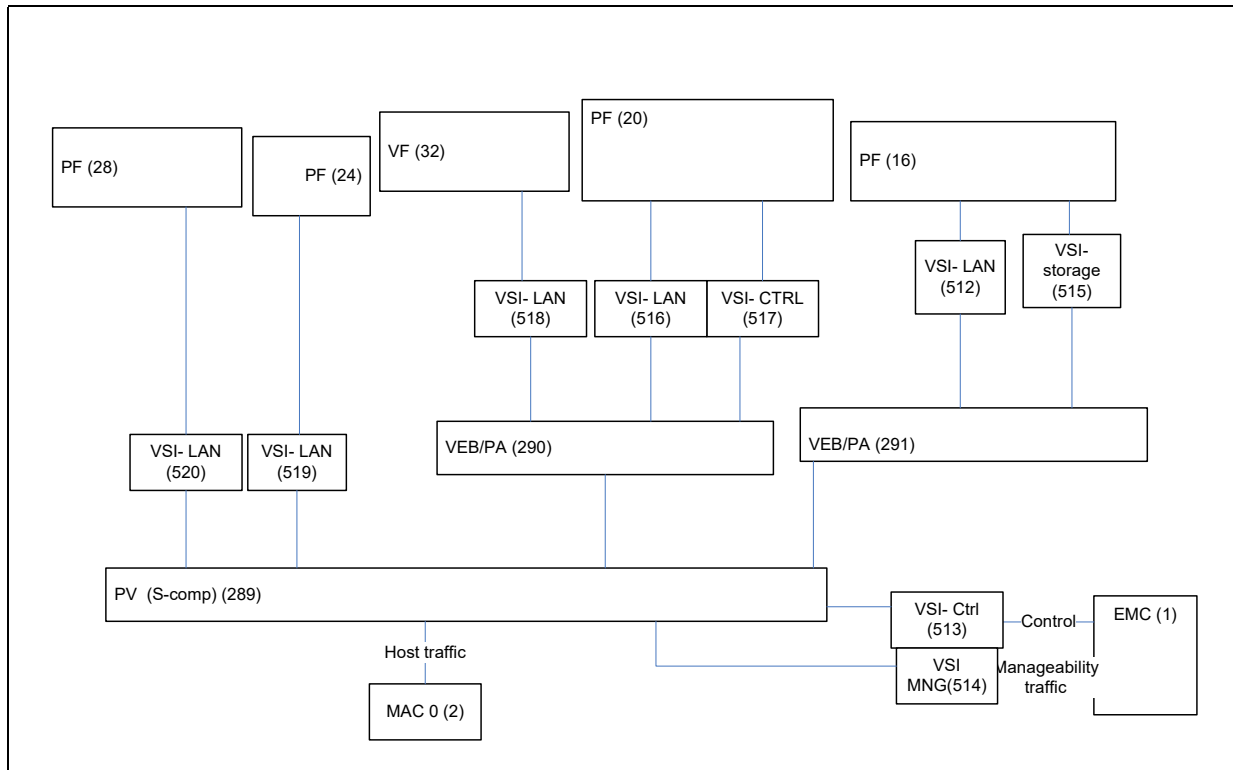 PF (20)
VF (32)
PF (28)
PF (24)
PF (16)
VSI- LAN
(512)
VSI-
storage
(515)
VSI- LAN
(518)
VSI- LAN
(516)
VSI- CTRL
(517)
VEB/PA (290)
VEB/PA (291)
VSI- LAN
(520)
VSI- LAN
(519)
PV (S-comp) (289)
VSI- Ctrl
(513)
Control
EMC (1)
Host traffic
VSI
MNG(514)
Manageability
traffic
MAC 0 (2)